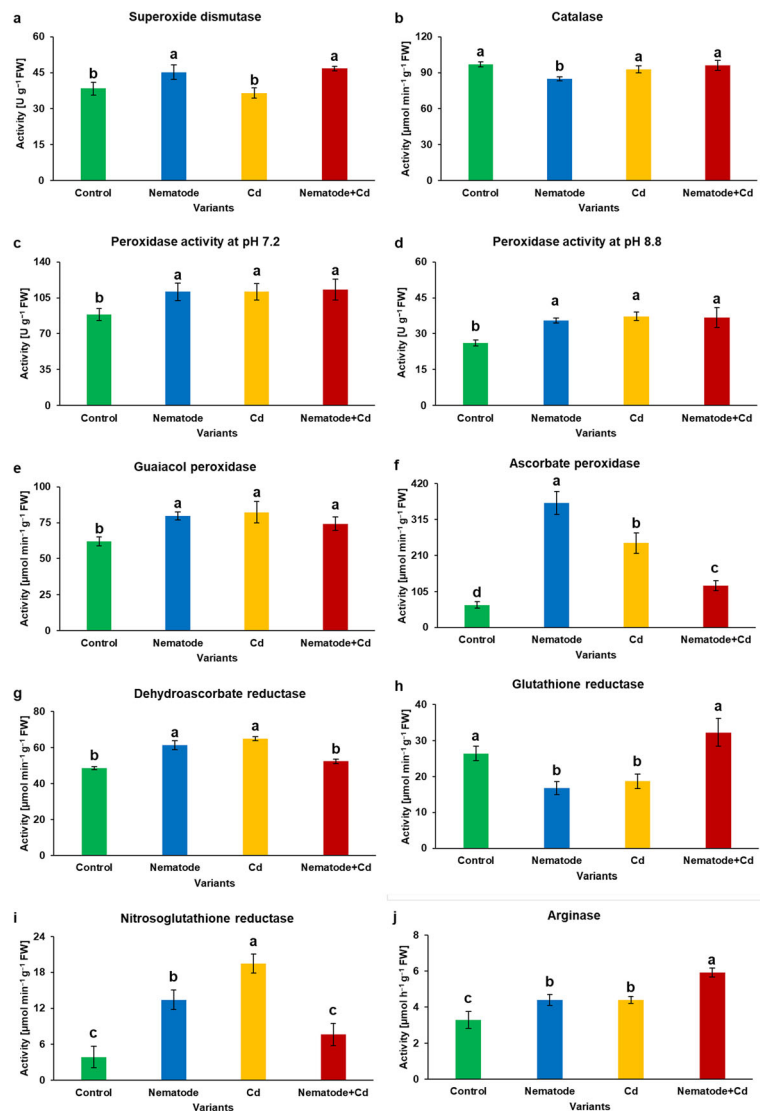 a
Superoxide dismutase
Activity [U g⁻¹ FW]
60
45
30
15
0
b
a
b
a
Control Nematode Cd Nematode+Cd
Variants
b
Catalase
Activity [µmol min⁻¹ g⁻¹ FW]
120
90
60
30
0
a
b
a
a
Control Nematode Cd Nematode+Cd
Variants
c
Peroxidase activity at pH 7.2
Activity [U g⁻¹ FW]
140
105
70
35
0
b
a
a
a
Control Nematode Cd Nematode+Cd
Variants
d
Peroxidase activity at pH 8.8
Activity [U g⁻¹ FW]
60
45
30
15
0
b
a
a
a
Control Nematode Cd Nematode+Cd
Variants
e
Guaiacol peroxidase
Activity [µmol min⁻¹ g⁻¹ FW]
100
75
50
25
0
b
a
a
a
Control Nematode Cd Nematode+Cd
Variants
f
Ascorbate peroxidase
Activity [µmol min⁻¹ g⁻¹ FW]
420
315
210
105
0
d
a
b
c
Control Nematode Cd Nematode+Cd
Variants
g
Dehydroascorbate reductase
Activity [µmol min⁻¹ g⁻¹ FW]
80
60
40
20
0
b
a
a
b
Control Nematode Cd Nematode+Cd
Variants
h
Glutathione reductase
Activity [µmol min⁻¹ g⁻¹ FW]
40
30
20
10
0
a
b
b
a
Control Nematode Cd Nematode+Cd
Variants
i
Nitrosoglutathione reductase
Activity [µmol min⁻¹ g⁻¹ FW]
24
18
12
6
0
c
b
a
c
Control Nematode Cd Nematode+Cd
Variants
j
Arginase
Activity [µmol h⁻¹ g⁻¹ FW]
8
6
4
2
0
c
b
b
a
Control Nematode Cd Nematode+Cd
Variants